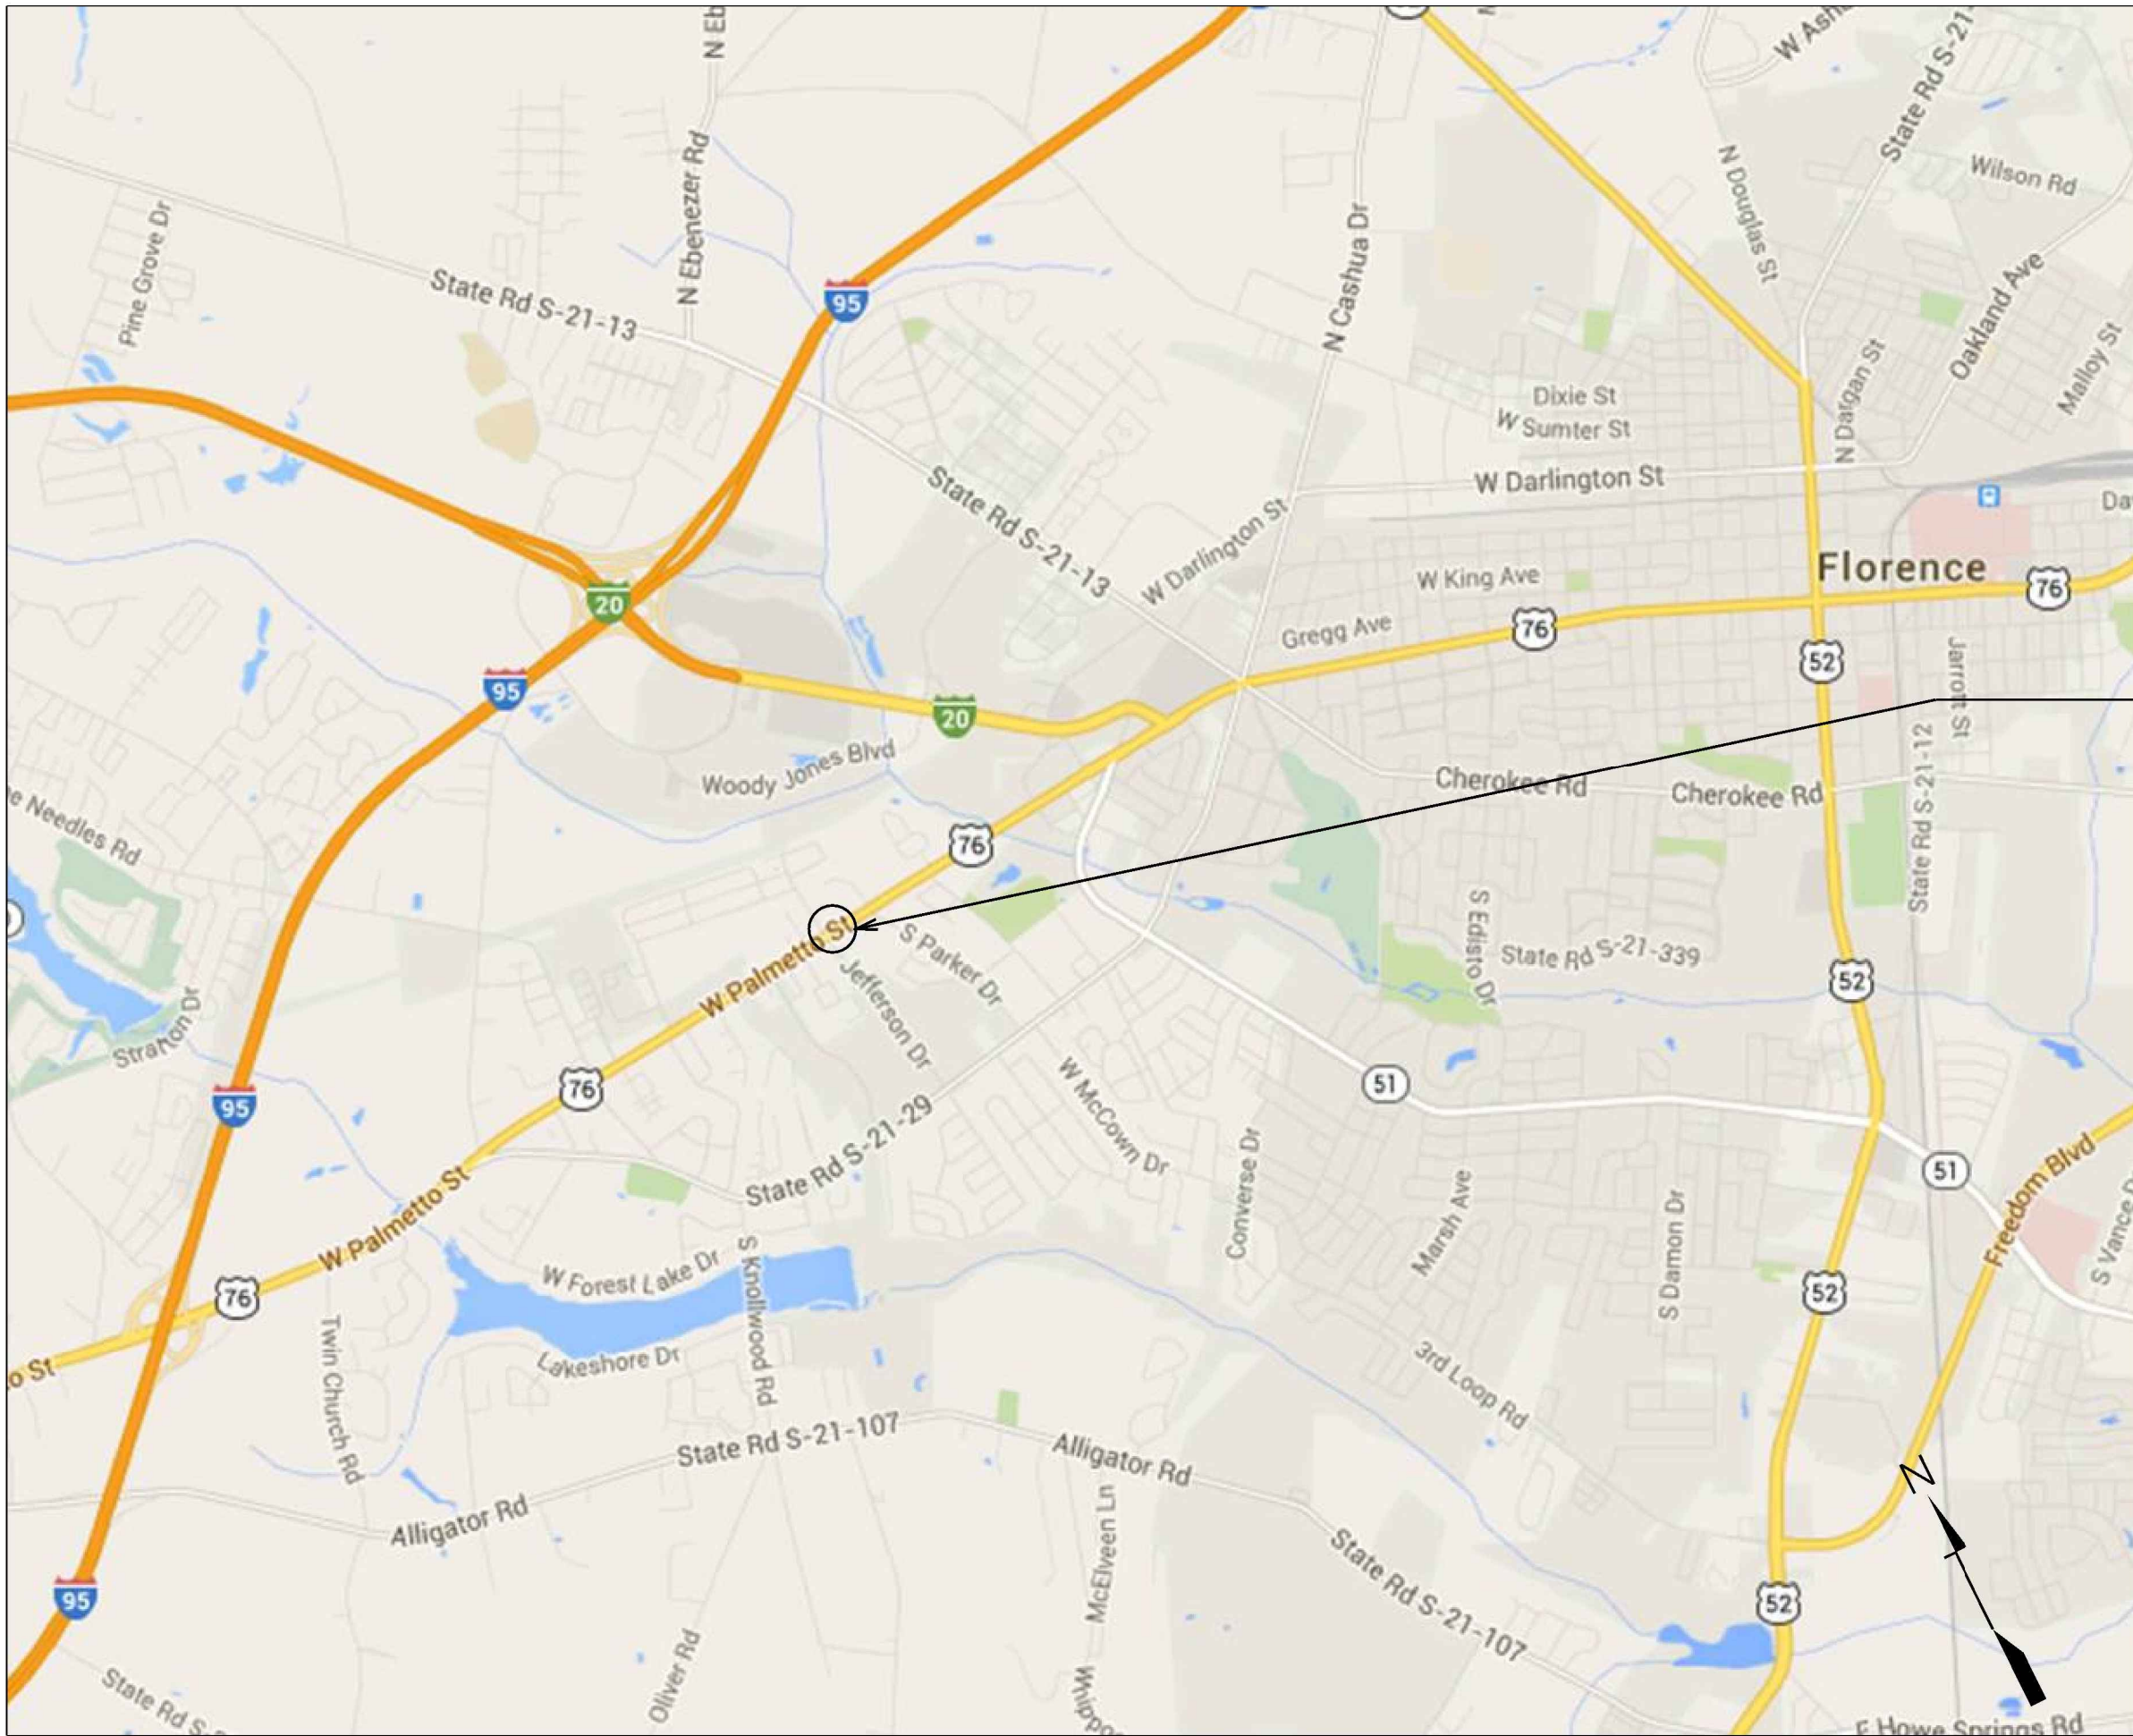 N Eb
W Ash
State Rd S-21-
Wilson Rd
N Douglas St
N Ebenezer Rd
Pine Grove Dr
N Cashua Dr
95
State Rd S-21-13
Oakland Ave
Malloy St
N Dargan St
Dixie St
W Sumter St
W Darlington St
State Rd S-21-13
W Darlington St
Da
Florence
W King Ave
76
20
Gregg Ave
76
52
95
20
Jarrott St
Woody Jones Blvd
Cherokee Rd
Cherokee Rd
State Rd S-21-12
e Needles Rd
76
W Palmetto St
S Parker Dr
S Edisto Dr
State Rd S-21-339
52
Jefferson Dr
Stratton Dr
76
95
51
W McCown Dr
State Rd S-21-29
Converse Dr
Marsh Ave
S Damon Dr
51
Freedom Blvd
S Vance D
W Palmetto St
W Forest Lake Dr
S Knollwood Rd
76
52
Lakeshore Dr
Twin Church Rd
o St
3rd Loop Rd
State Rd S-21-107
Alligator Rd
N
Alligator Rd
McElveen Ln
State Rd S-21-107
95
52
Oliver Rd
Whippo
State Rd S-
E Howe Springs Rd